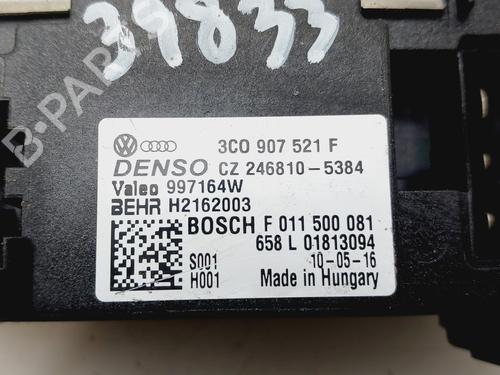 39833
B-PARTS
3C0 907 521 F
DENSO CZ 246810-5384
Valeo 997164W
BEHR H2162003
BOSCH F 011 500 081
658 L 01813094
S001 10-05-16
H001 Made in Hungary